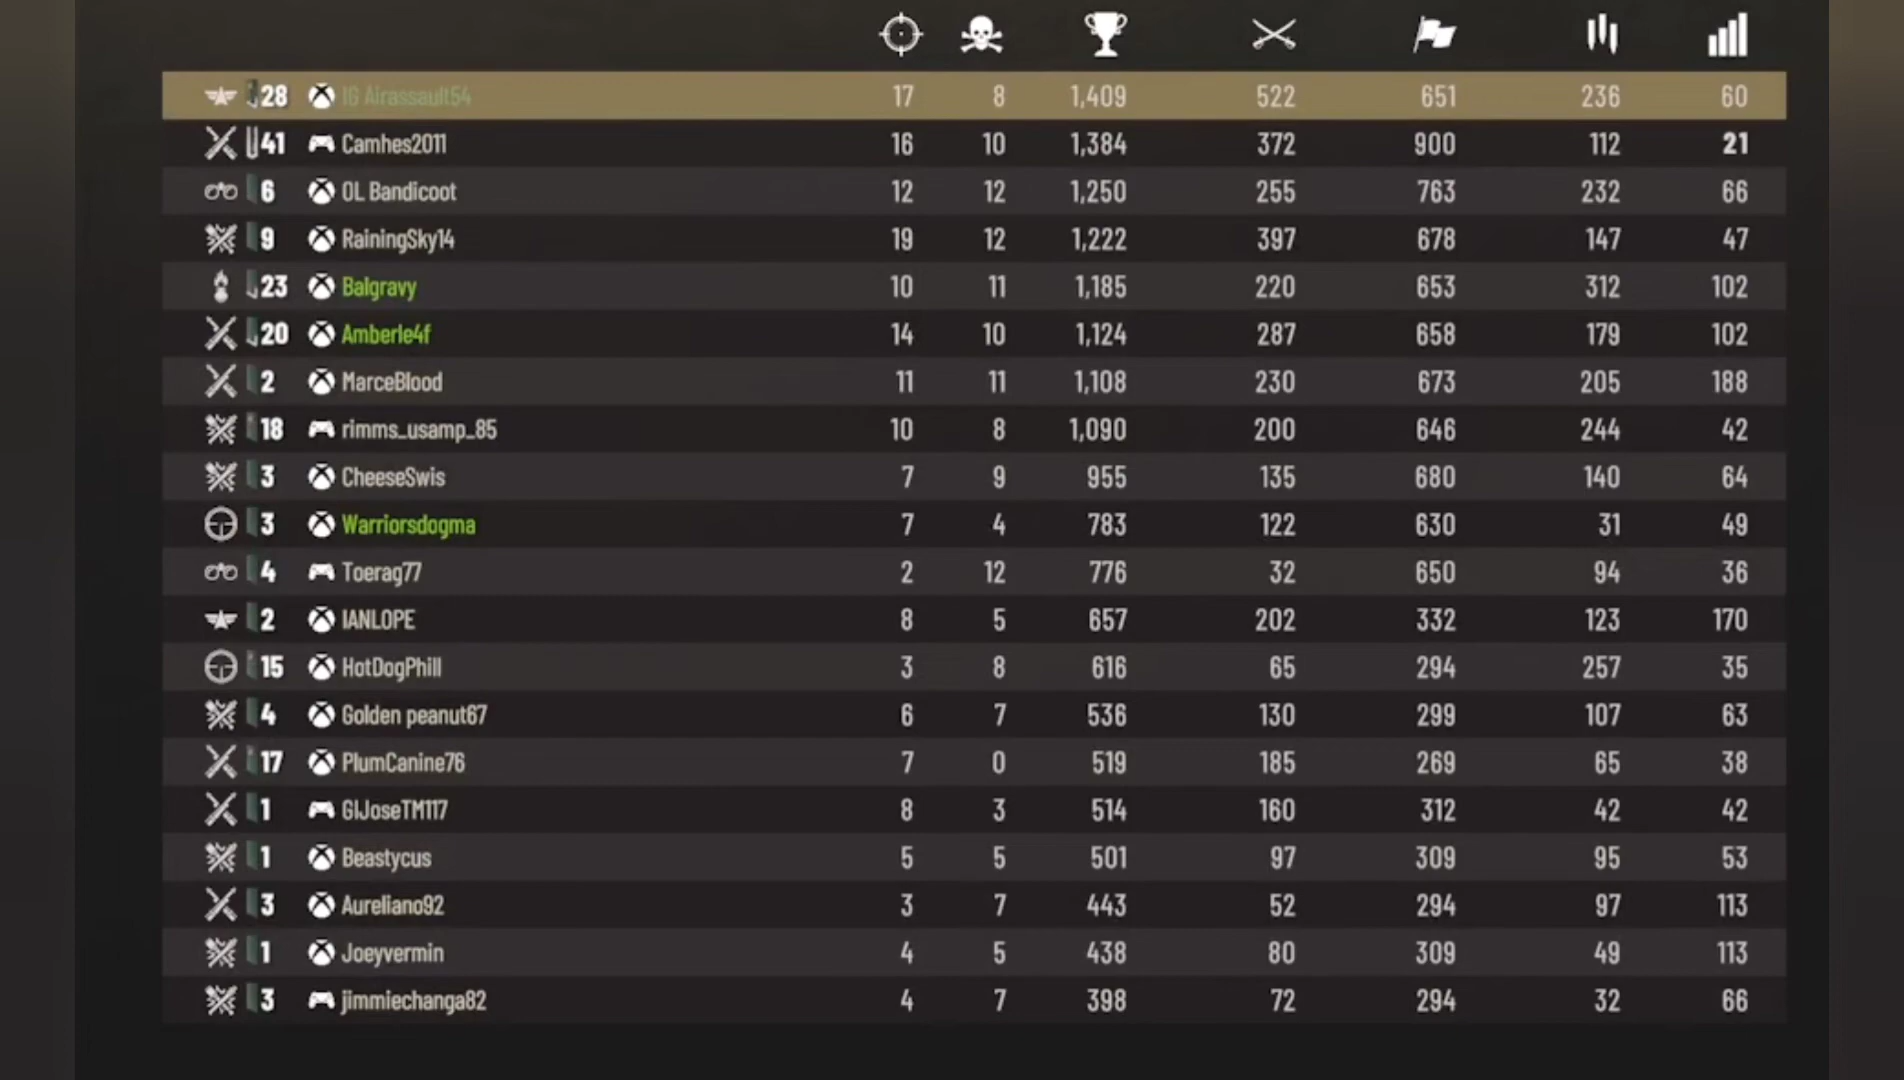 28 IG Airassault54 17 8 1,409 522 651 236 60
41 Camhes2011 16 10 1,384 372 900 112 21
6 OL Bandicoot 12 12 1,250 255 763 232 66
9 RainingSky14 19 12 1,222 397 678 147 47
23 Balgravy 10 11 1,185 220 653 312 102
20 Amberle4f 14 10 1,124 287 658 179 102
2 MarceBlood 11 11 1,108 230 673 205 188
18 rimms_usamp_85 10 8 1,090 200 646 244 42
3 CheeseSwis 7 9 955 135 680 140 64
3 Warriorsdogma 7 4 783 122 630 31 49
4 Toerag77 2 12 776 32 650 94 36
2 IANLOPE 8 5 657 202 332 123 170
15 HotDogPhill 3 8 616 65 294 257 35
4 Golden peanut67 6 7 536 130 299 107 63
17 PlumCanine76 7 0 519 185 269 65 38
1 GIJoseTM117 8 3 514 160 312 42 42
1 Beastycus 5 5 501 97 309 95 53
3 Aureliano92 3 7 443 52 294 97 113
1 Joeyvermin 4 5 438 80 309 49 113
3 jimmiechanga82 4 7 398 72 294 32 66